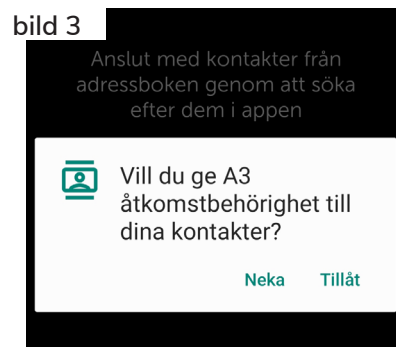 bild 3
Anslut med kontakter från
adressboken genom att söka
efter dem i appen
Vill du ge A3
åtkomstbehörighet till
dina kontakter?
Neka Tillåt